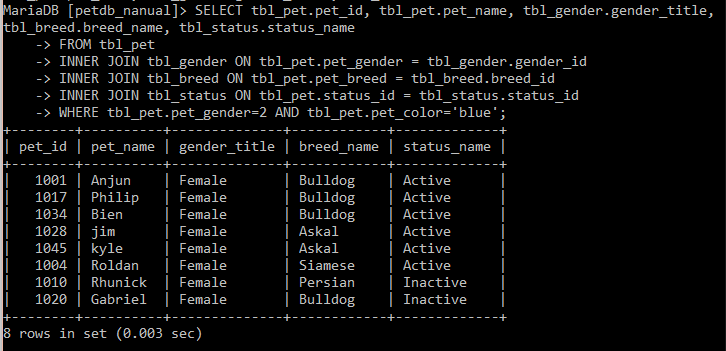 MariaDB [petdb_nanual]> SELECT tbl_pet.pet_id, tbl_pet.pet_name, tbl_gender.gender_title,
tbl_breed.breed_name, tbl_status.status_name
    -> FROM tbl_pet
    -> INNER JOIN tbl_gender ON tbl_pet.pet_gender = tbl_gender.gender_id
    -> INNER JOIN tbl_breed ON tbl_pet.pet_breed = tbl_breed.breed_id
    -> INNER JOIN tbl_status ON tbl_pet.status_id = tbl_status.status_id
    -> WHERE tbl_pet.pet_gender=2 AND tbl_pet.pet_color='blue';
+--------+----------+--------------+------------+-------------+
| pet_id | pet_name | gender_title | breed_name | status_name |
+--------+----------+--------------+------------+-------------+
|   1001 | Anjun    | Female       | Bulldog    | Active      |
|   1017 | Philip   | Female       | Bulldog    | Active      |
|   1034 | Bien     | Female       | Bulldog    | Active      |
|   1028 | jim      | Female       | Askal      | Active      |
|   1045 | kyle     | Female       | Askal      | Active      |
|   1004 | Roldan   | Female       | Siamese    | Active      |
|   1010 | Rhunick  | Female       | Persian    | Inactive    |
|   1020 | Gabriel  | Female       | Bulldog    | Inactive    |
+--------+----------+--------------+------------+-------------+
8 rows in set (0.003 sec)